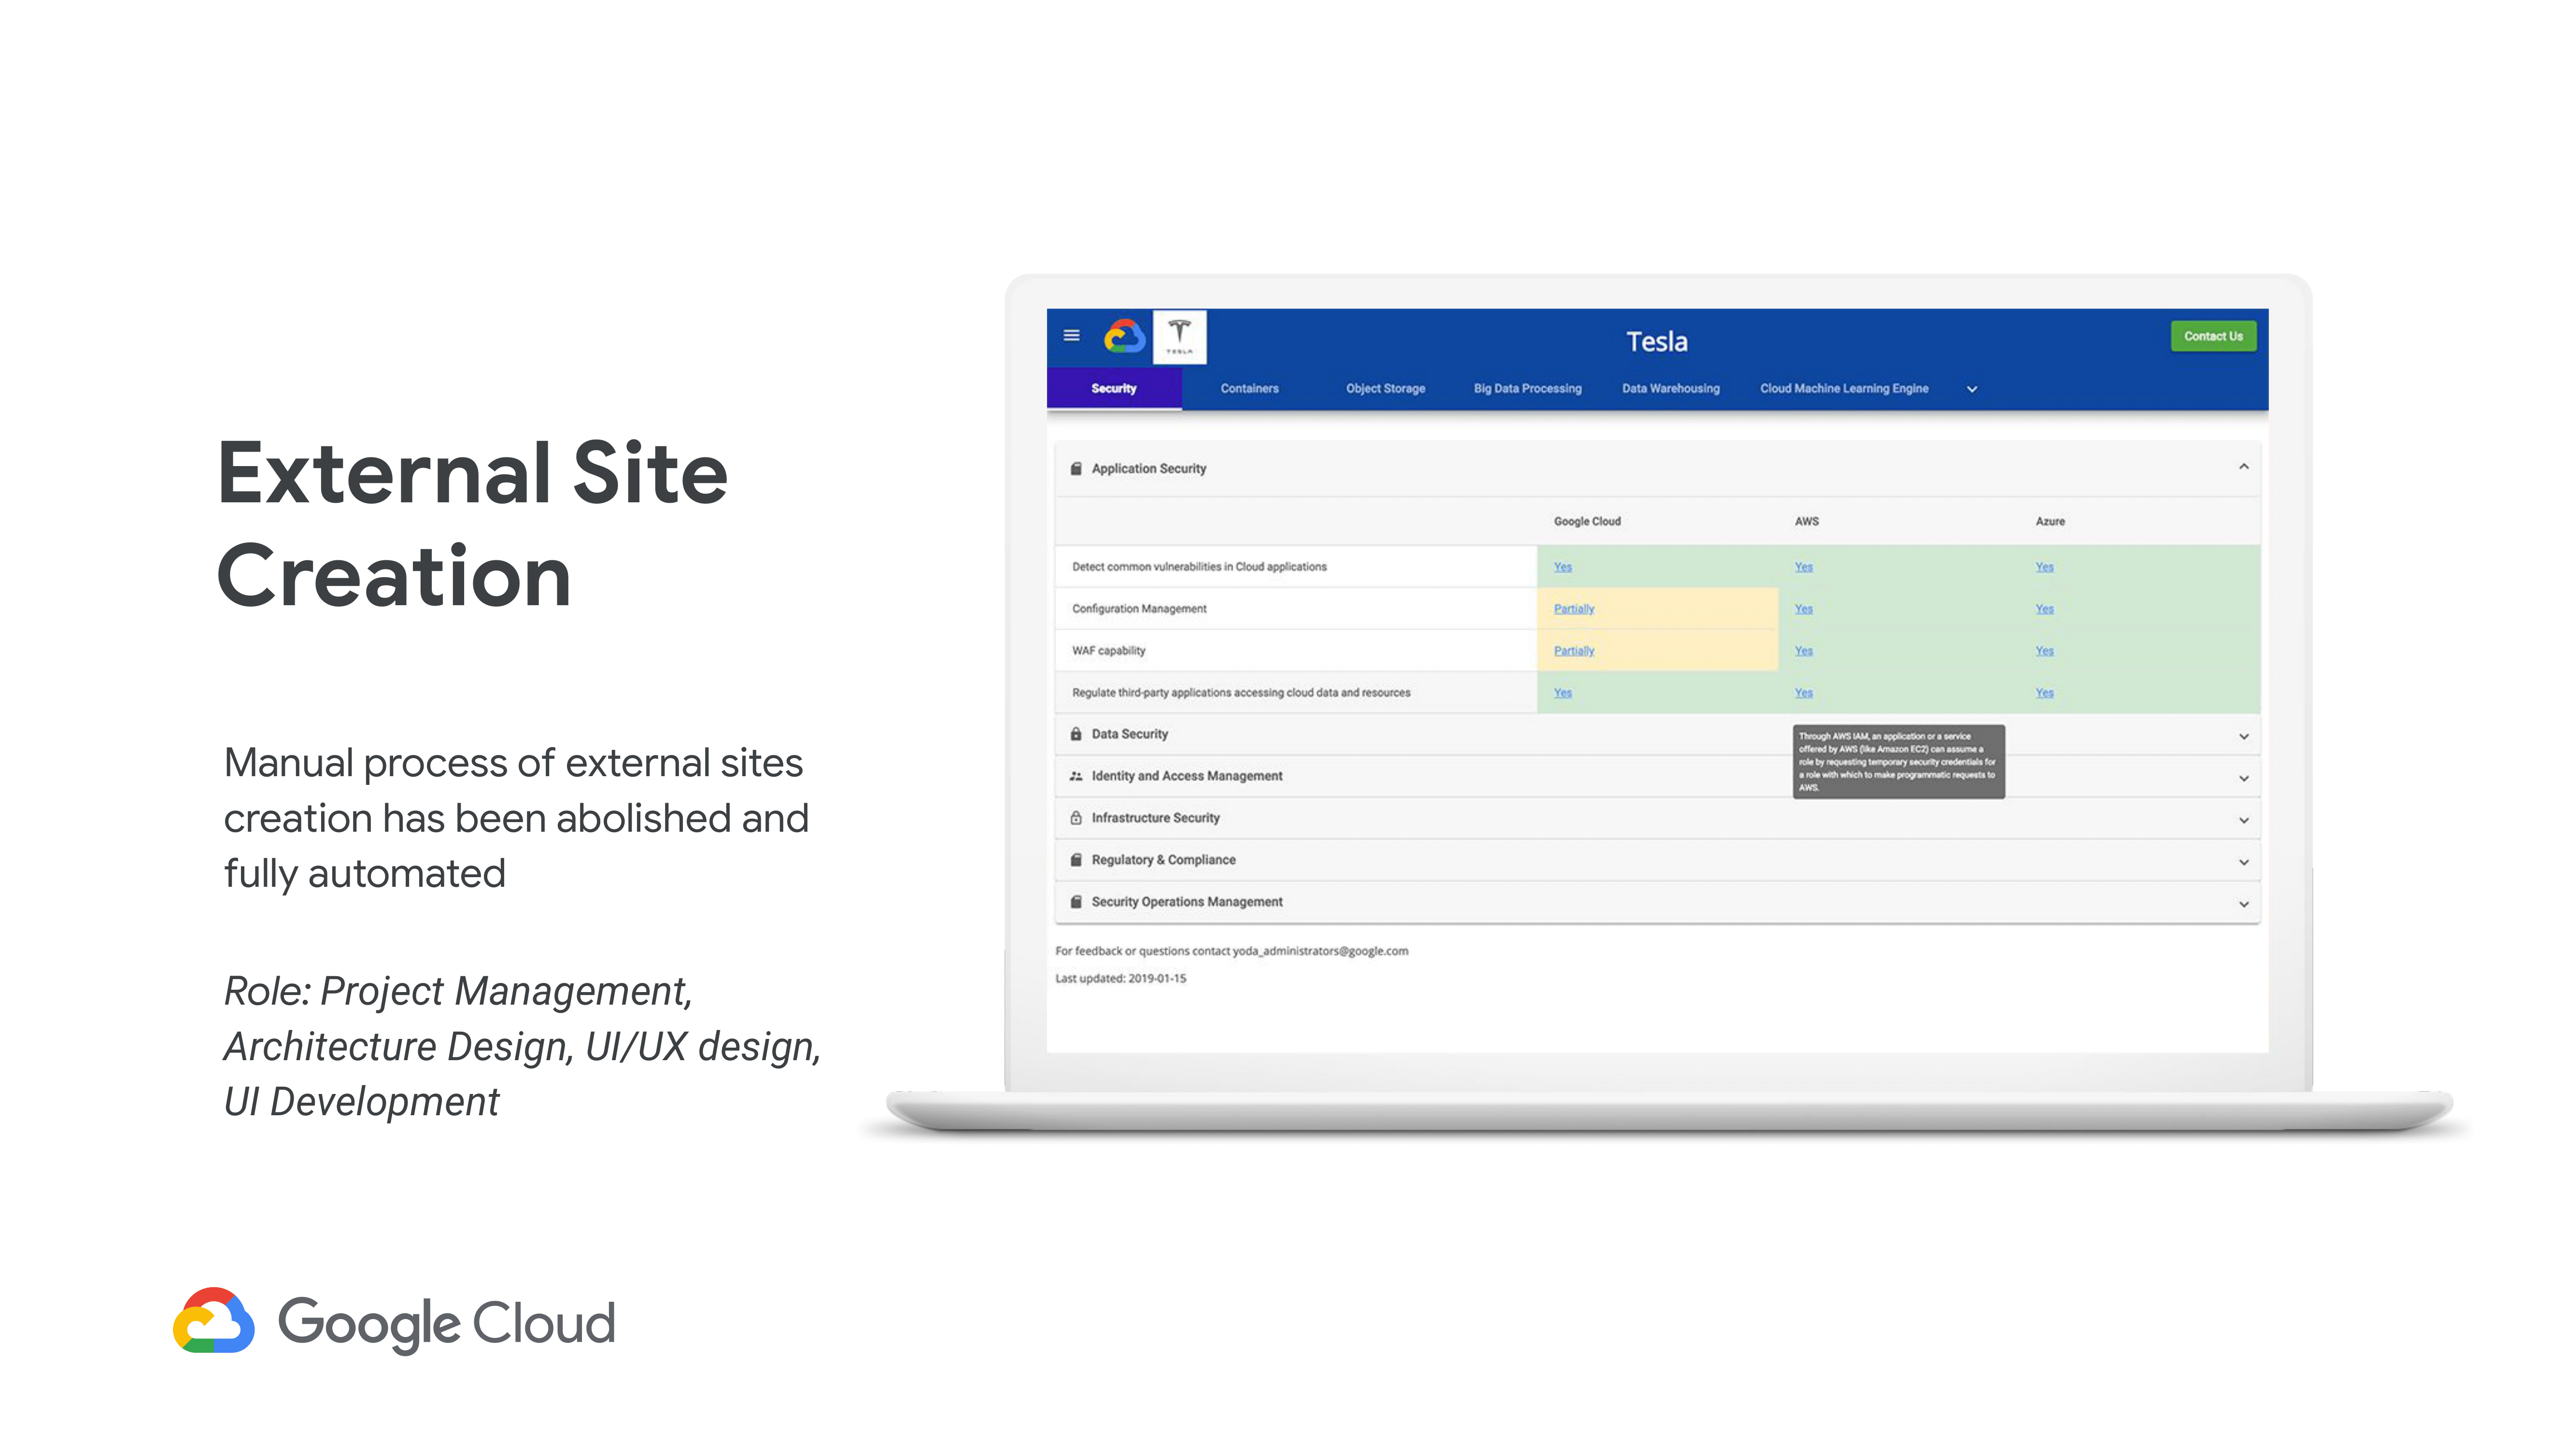 External Site
Creation
Manual process of external sites
creation has been abolished and
fully automated
Role: Project Management,
Architecture Design, UI/UX design,
UI Development
Google Cloud
TESLA
Tesla
Contact Us
Security Containers Object Storage Big Data Processing Data Warehousing Cloud Machine Learning Engine
Application Security
Google Cloud AWS Azure
Detect common vulnerabilities in Cloud applications Yes Yes Yes
Configuration Management Partially Yes Yes
WAF capability Partially Yes Yes
Regulate third-party applications accessing cloud data and resources Yes Yes Yes
Data Security
Through AWS IAM, an application or a service
offered by AWS (like Amazon EC2) can assume a
role by requesting temporary security credentials for
a role with which to make programmatic requests to
AWS.
Identity and Access Management
Infrastructure Security
Regulatory & Compliance
Security Operations Management
For feedback or questions contact yoda_administrators@google.com
Last updated: 2019-01-15